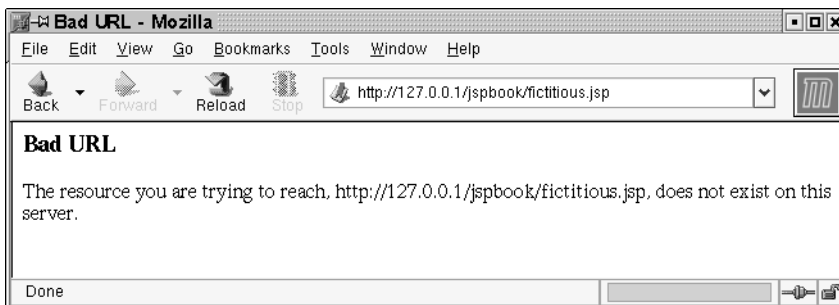 Bad URL - Mozilla
File Edit View Go Bookmarks Tools Window Help
Back Forward Reload Stop http://127.0.0.1/jspbook/fictitious.jsp
Bad URL
The resource you are trying to reach, http://127.0.0.1/jspbook/fictitious.jsp, does not exist on this
server.
Done